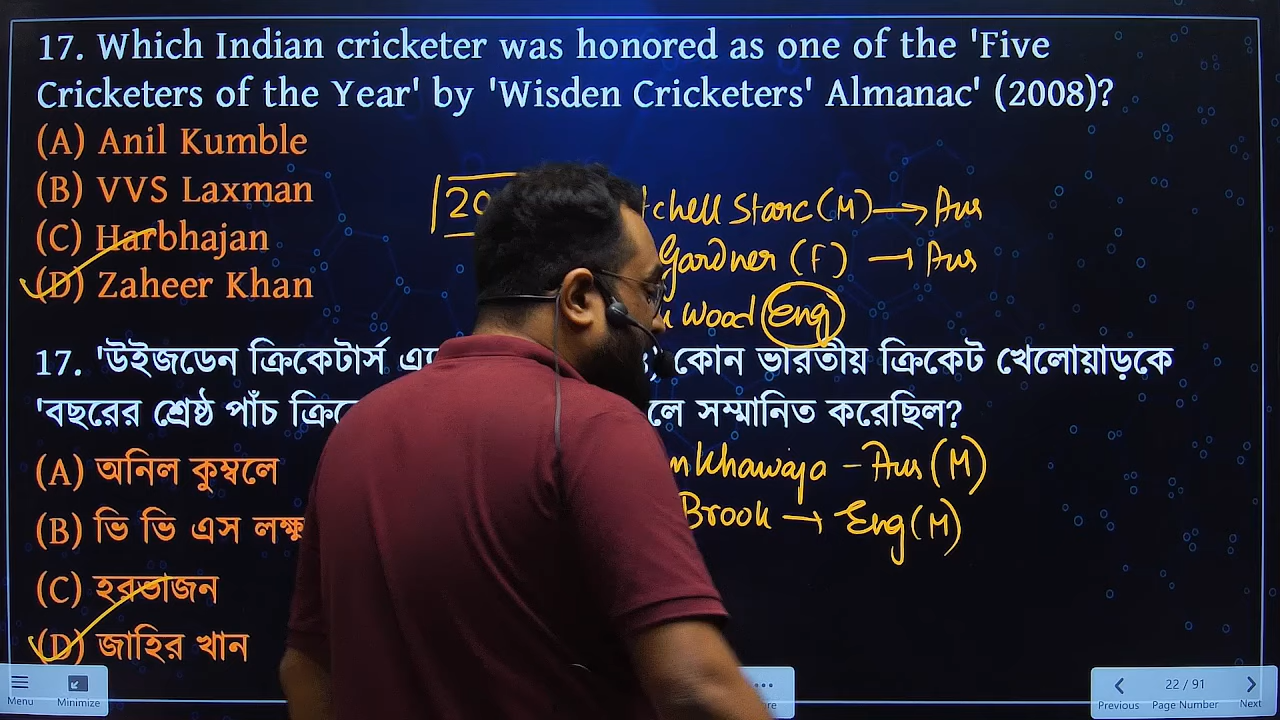 17. Which Indian cricketer was honored as one of the 'Five
Cricketers of the Year' by 'Wisden Cricketers' Almanac' (2008)?
(A) Anil Kumble
(B) VVS Laxman
(C) Harbhajan
(D) Zaheer Khan
20
tchell Starc (M) → Aus
Gardner (F) → Aus
Wood (Eng)
17. 'উইজডেন ক্রিকেটার্স কোন ভারতীয় ক্রিকেট খেলোয়াড়কে
'বছরের শ্রেষ্ঠ পাঁচ সম্মানিত করেছিল?
(A) অনিল কুম্বলে
(B) ভি ভি এস
(C) হরভাজন
(D) জাহির খান
Khawaja - Aus (M)
Brook → Eng (M)
Menu
Minimize
Previous
22 / 91
Page Number
Next